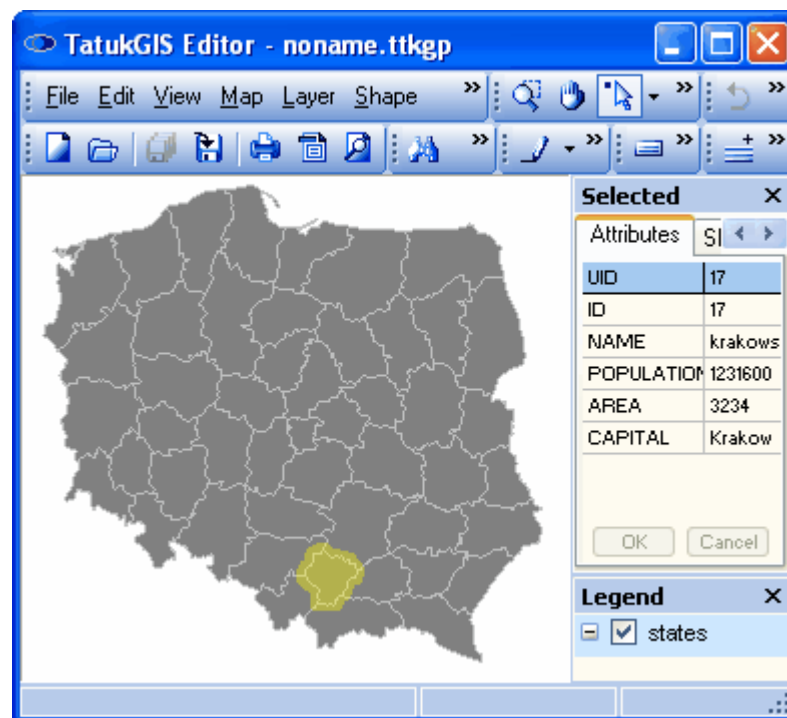 TatukGIS Editor - noname.ttkgp
File Edit View Map Layer Shape
Selected
Attributes
UID 17
ID 17
NAME krakows
POPULATION 1231600
AREA 3234
CAPITAL Krakow
OK Cancel
Legend
states